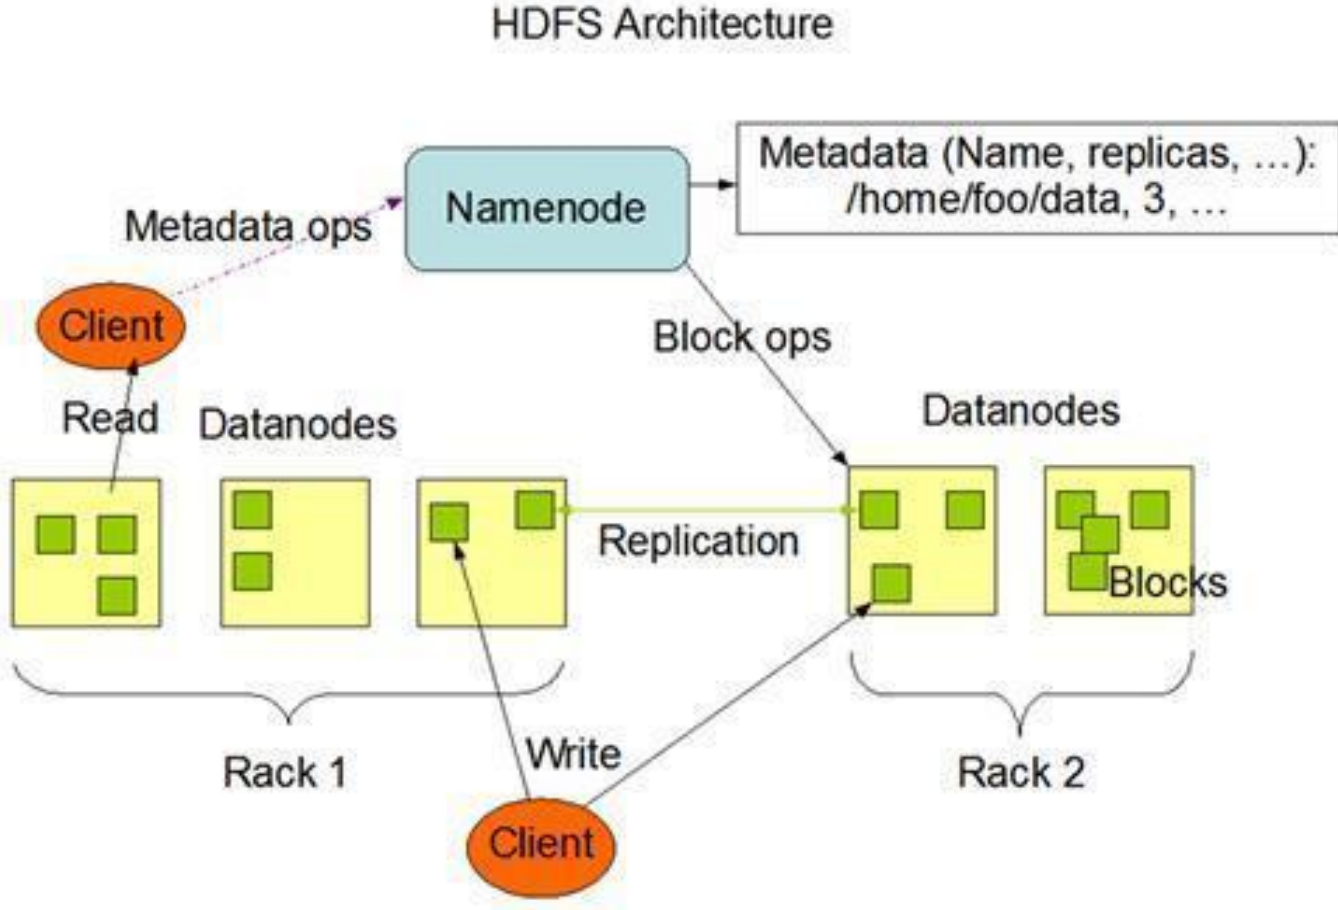 HDFS Architecture
Metadata (Name, replicas, ...):
/home/foo/data, 3, ...
Namenode
Metadata ops
Client
Block ops
Read
Datanodes
Datanodes
Replication
Blocks
Rack 1
Write
Rack 2
Client